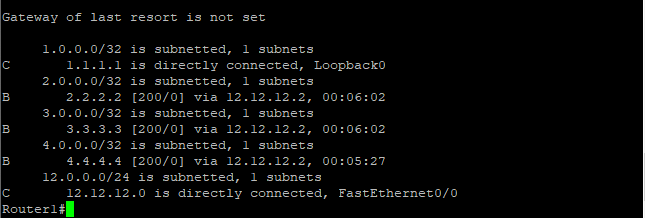 Gateway of last resort is not set
1.0.0.0/32 is subnetted, 1 subnets
C 1.1.1.1 is directly connected, Loopback0
2.0.0.0/32 is subnetted, 1 subnets
B 2.2.2.2 [200/0] via 12.12.12.2, 00:06:02
3.0.0.0/32 is subnetted, 1 subnets
B 3.3.3.3 [200/0] via 12.12.12.2, 00:06:02
4.0.0.0/32 is subnetted, 1 subnets
B 4.4.4.4 [200/0] via 12.12.12.2, 00:05:27
12.0.0.0/24 is subnetted, 1 subnets
C 12.12.12.0 is directly connected, FastEthernet0/0
Router1#